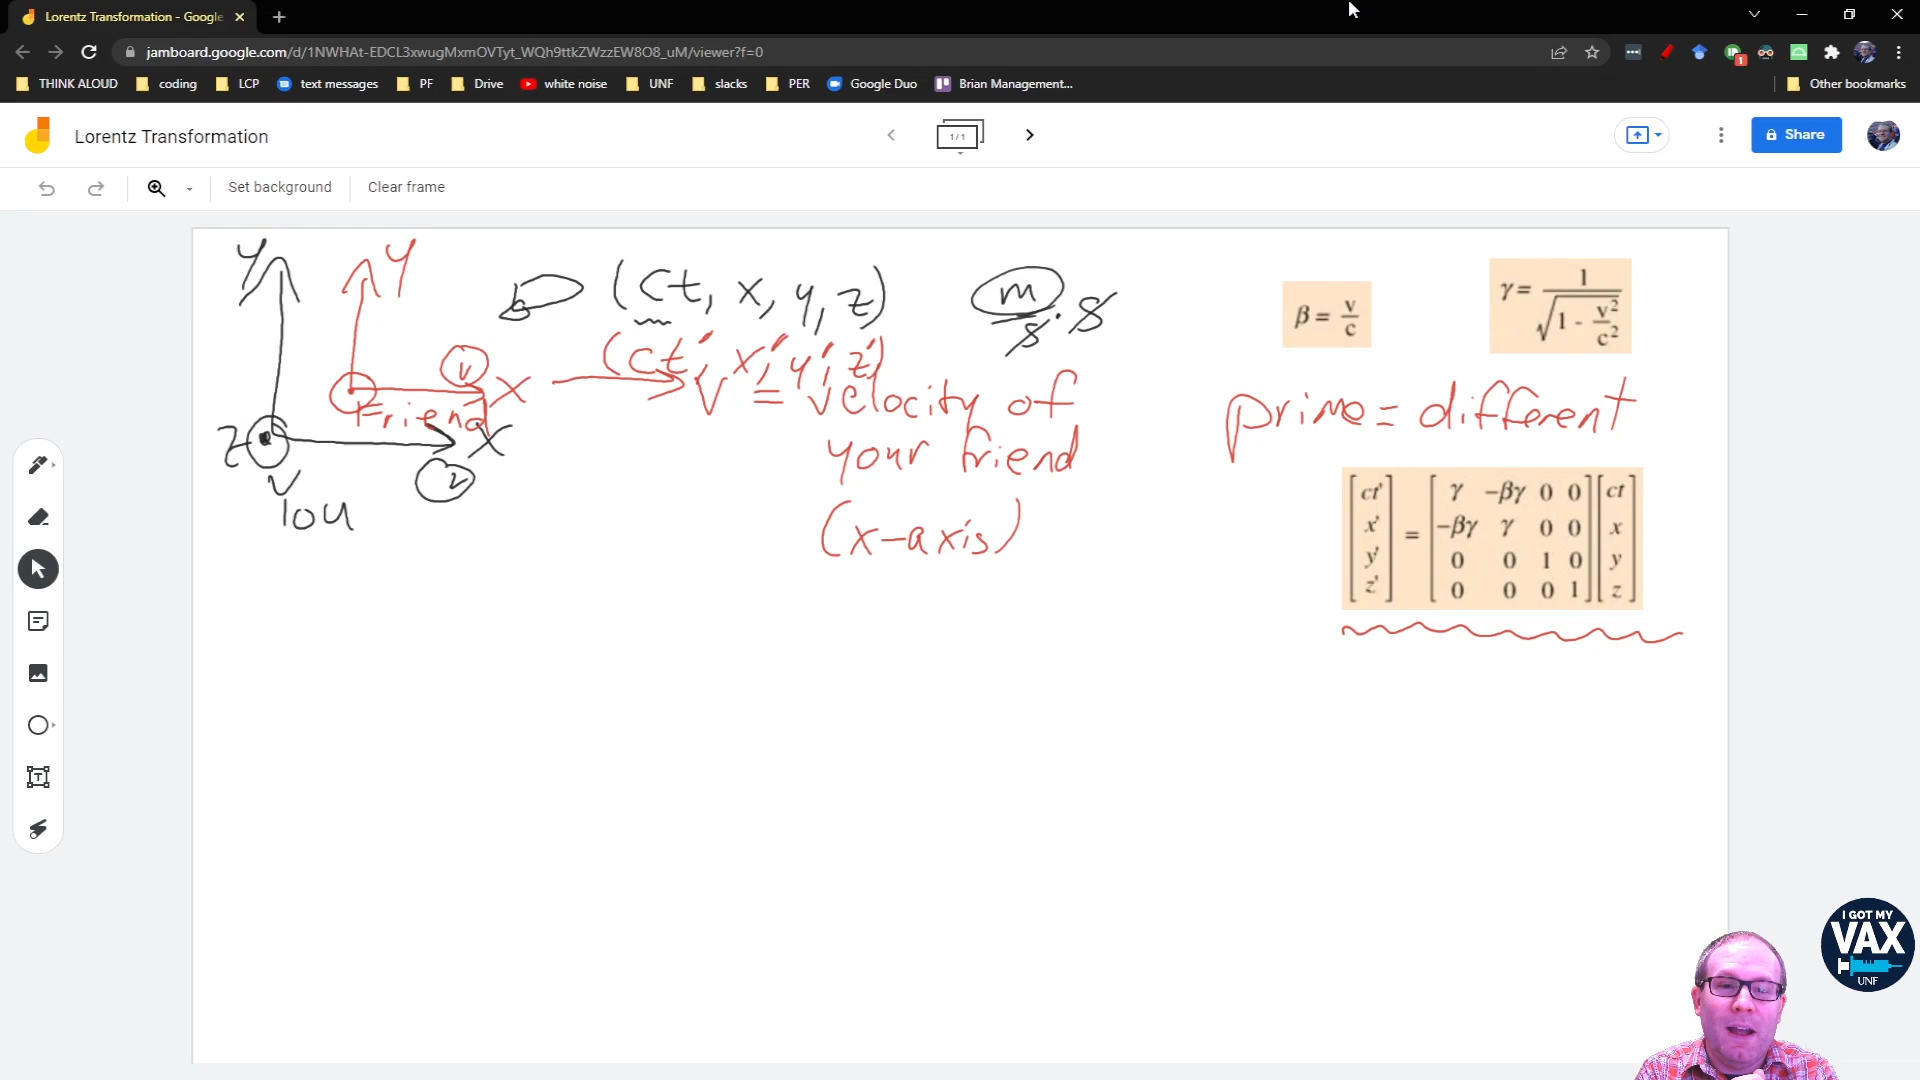 Lorentz Transformation - Google
jamboard.google.com/d/1NWHAt-EDCL3xwugMxmOVTyt_WQh9ttkZWzzEW8O8_uM/viewer?f=0
THINK ALOUD coding LCP text messages PF Drive white noise UNF slacks PER Google Duo Brian Management... Other bookmarks
Lorentz Transformation
1 / 1
Share
Set background Clear frame
y
y
(ct, x, y, z)
m/s · s
β = v/c
γ = 1/√(1 - v²/c²)
(ct', x', y', z')
v
x
V = velocity of
your friend
(x-axis)
Friend
z
x
You
prime = different
[ct'] = [γ -βγ 0 0] [ct]
[x'] [-βγ γ 0 0] [x]
[y'] [0 0 1 0] [y]
[z'] [0 0 0 1] [z]
I GOT MY
VAX
UNF